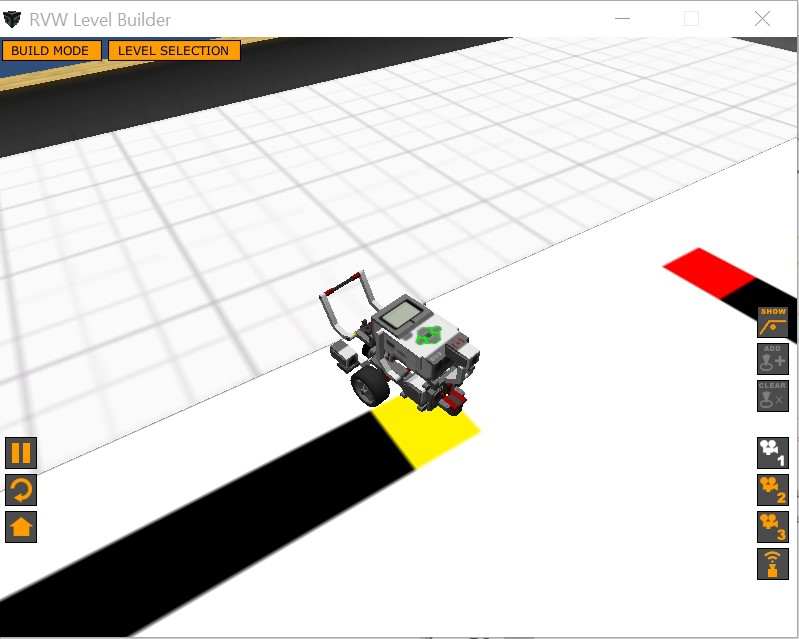 RVW Level Builder
BUILD MODE
LEVEL SELECTION
SHOW
ADD
CLEAR
1
2
3